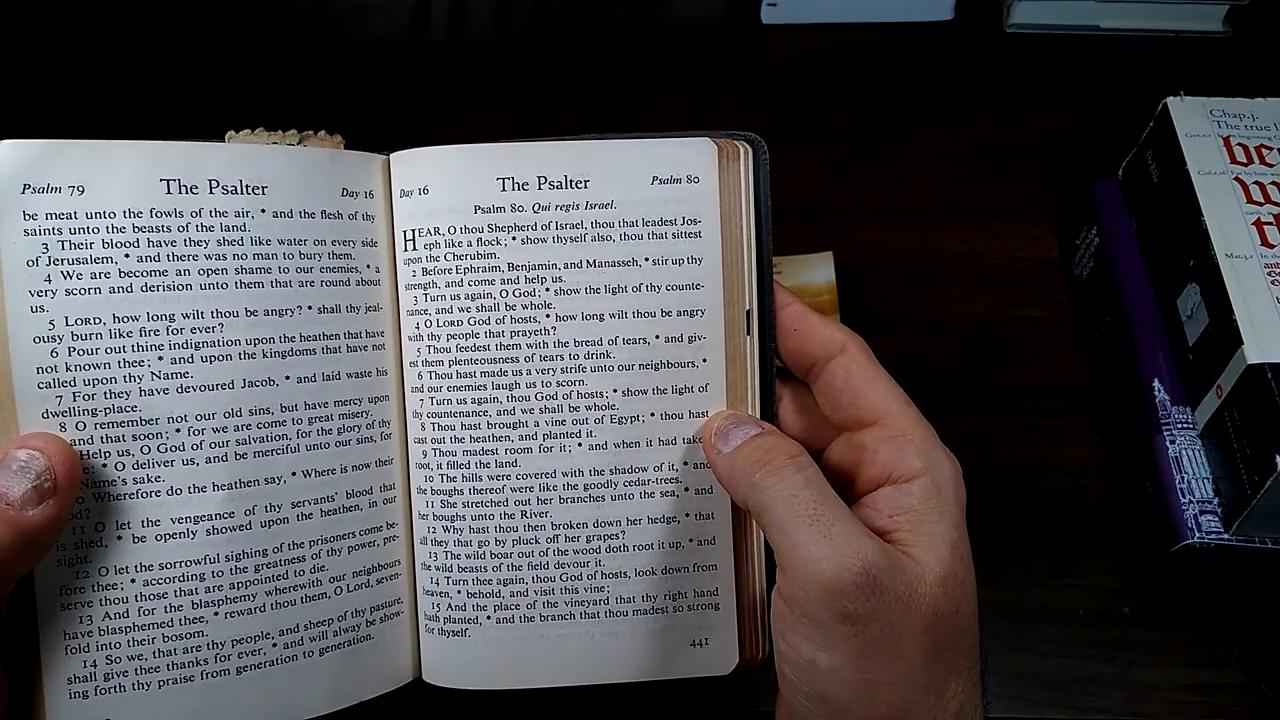 Psalm 79 The Psalter Day 16
be meat unto the fowls of the air, * and the flesh of thy
saints unto the beasts of the land.
3 Their blood have they shed like water on every side
of Jerusalem, * and there was no man to bury them.
4 We are become an open shame to our enemies, * a
very scorn and derision unto them that are round about
us.
5 LORD, how long wilt thou be angry? * shall thy jeal-
ousy burn like fire for ever?
6 Pour out thine indignation upon the heathen that have
not known thee; * and upon the kingdoms that have not
called upon thy Name.
7 For they have devoured Jacob, * and laid waste his
dwelling-place.
8 O remember not our old sins, but have mercy upon
and that soon; * for we are come to great misery.
Help us, O God of our salvation, for the glory of thy
* O deliver us, and be merciful unto our sins, for
Name's sake.
Wherefore do the heathen say, * Where is now their
11 O let the vengeance of thy servants' blood that
is shed, * be openly showed upon the heathen, in our
sight.
12 O let the sorrowful sighing of the prisoners come be-
fore thee; * according to the greatness of thy power, pre-
serve thou those that are appointed to die.
13 And for the blasphemy wherewith our neighbours
have blasphemed thee, * reward thou them, O Lord, seven-
fold into their bosom.
14 So we, that are thy people, and sheep of thy pasture,
shall give thee thanks for ever, * and will alway be show-
ing forth thy praise from generation to generation.
Day 16 The Psalter Psalm 80
Psalm 80. Qui regis Israel.
HEAR, O thou Shepherd of Israel, thou that leadest Jos-
eph like a flock; * show thyself also, thou that sittest
upon the Cherubim.
2 Before Ephraim, Benjamin, and Manasseh, * stir up thy
strength, and come and help us.
3 Turn us again, O God; * show the light of thy counte-
nance, and we shall be whole.
4 O LORD God of hosts, * how long wilt thou be angry
with thy people that prayeth?
5 Thou feedest them with the bread of tears, * and giv-
est them plenteousness of tears to drink.
6 Thou hast made us a very strife unto our neighbours, *
and our enemies laugh us to scorn.
7 Turn us again, thou God of hosts; * show the light of
thy countenance, and we shall be whole.
8 Thou hast brought a vine out of Egypt; * thou hast
cast out the heathen, and planted it.
9 Thou madest room for it; * and when it had take
root, it filled the land.
10 The hills were covered with the shadow of it, * and
the boughs thereof were like the goodly cedar-trees.
11 She stretched out her branches unto the sea, * and
her boughs unto the River.
12 Why hast thou then broken down her hedge, * that
all they that go by pluck off her grapes?
13 The wild boar out of the wood doth root it up, * and
the wild beasts of the field devour it.
14 Turn thee again, thou God of hosts, look down from
heaven, * behold, and visit this vine;
15 And the place of the vineyard that thy right hand
hath planted, * and the branch that thou madest so strong
for thyself.
441
Chap.j.
The true